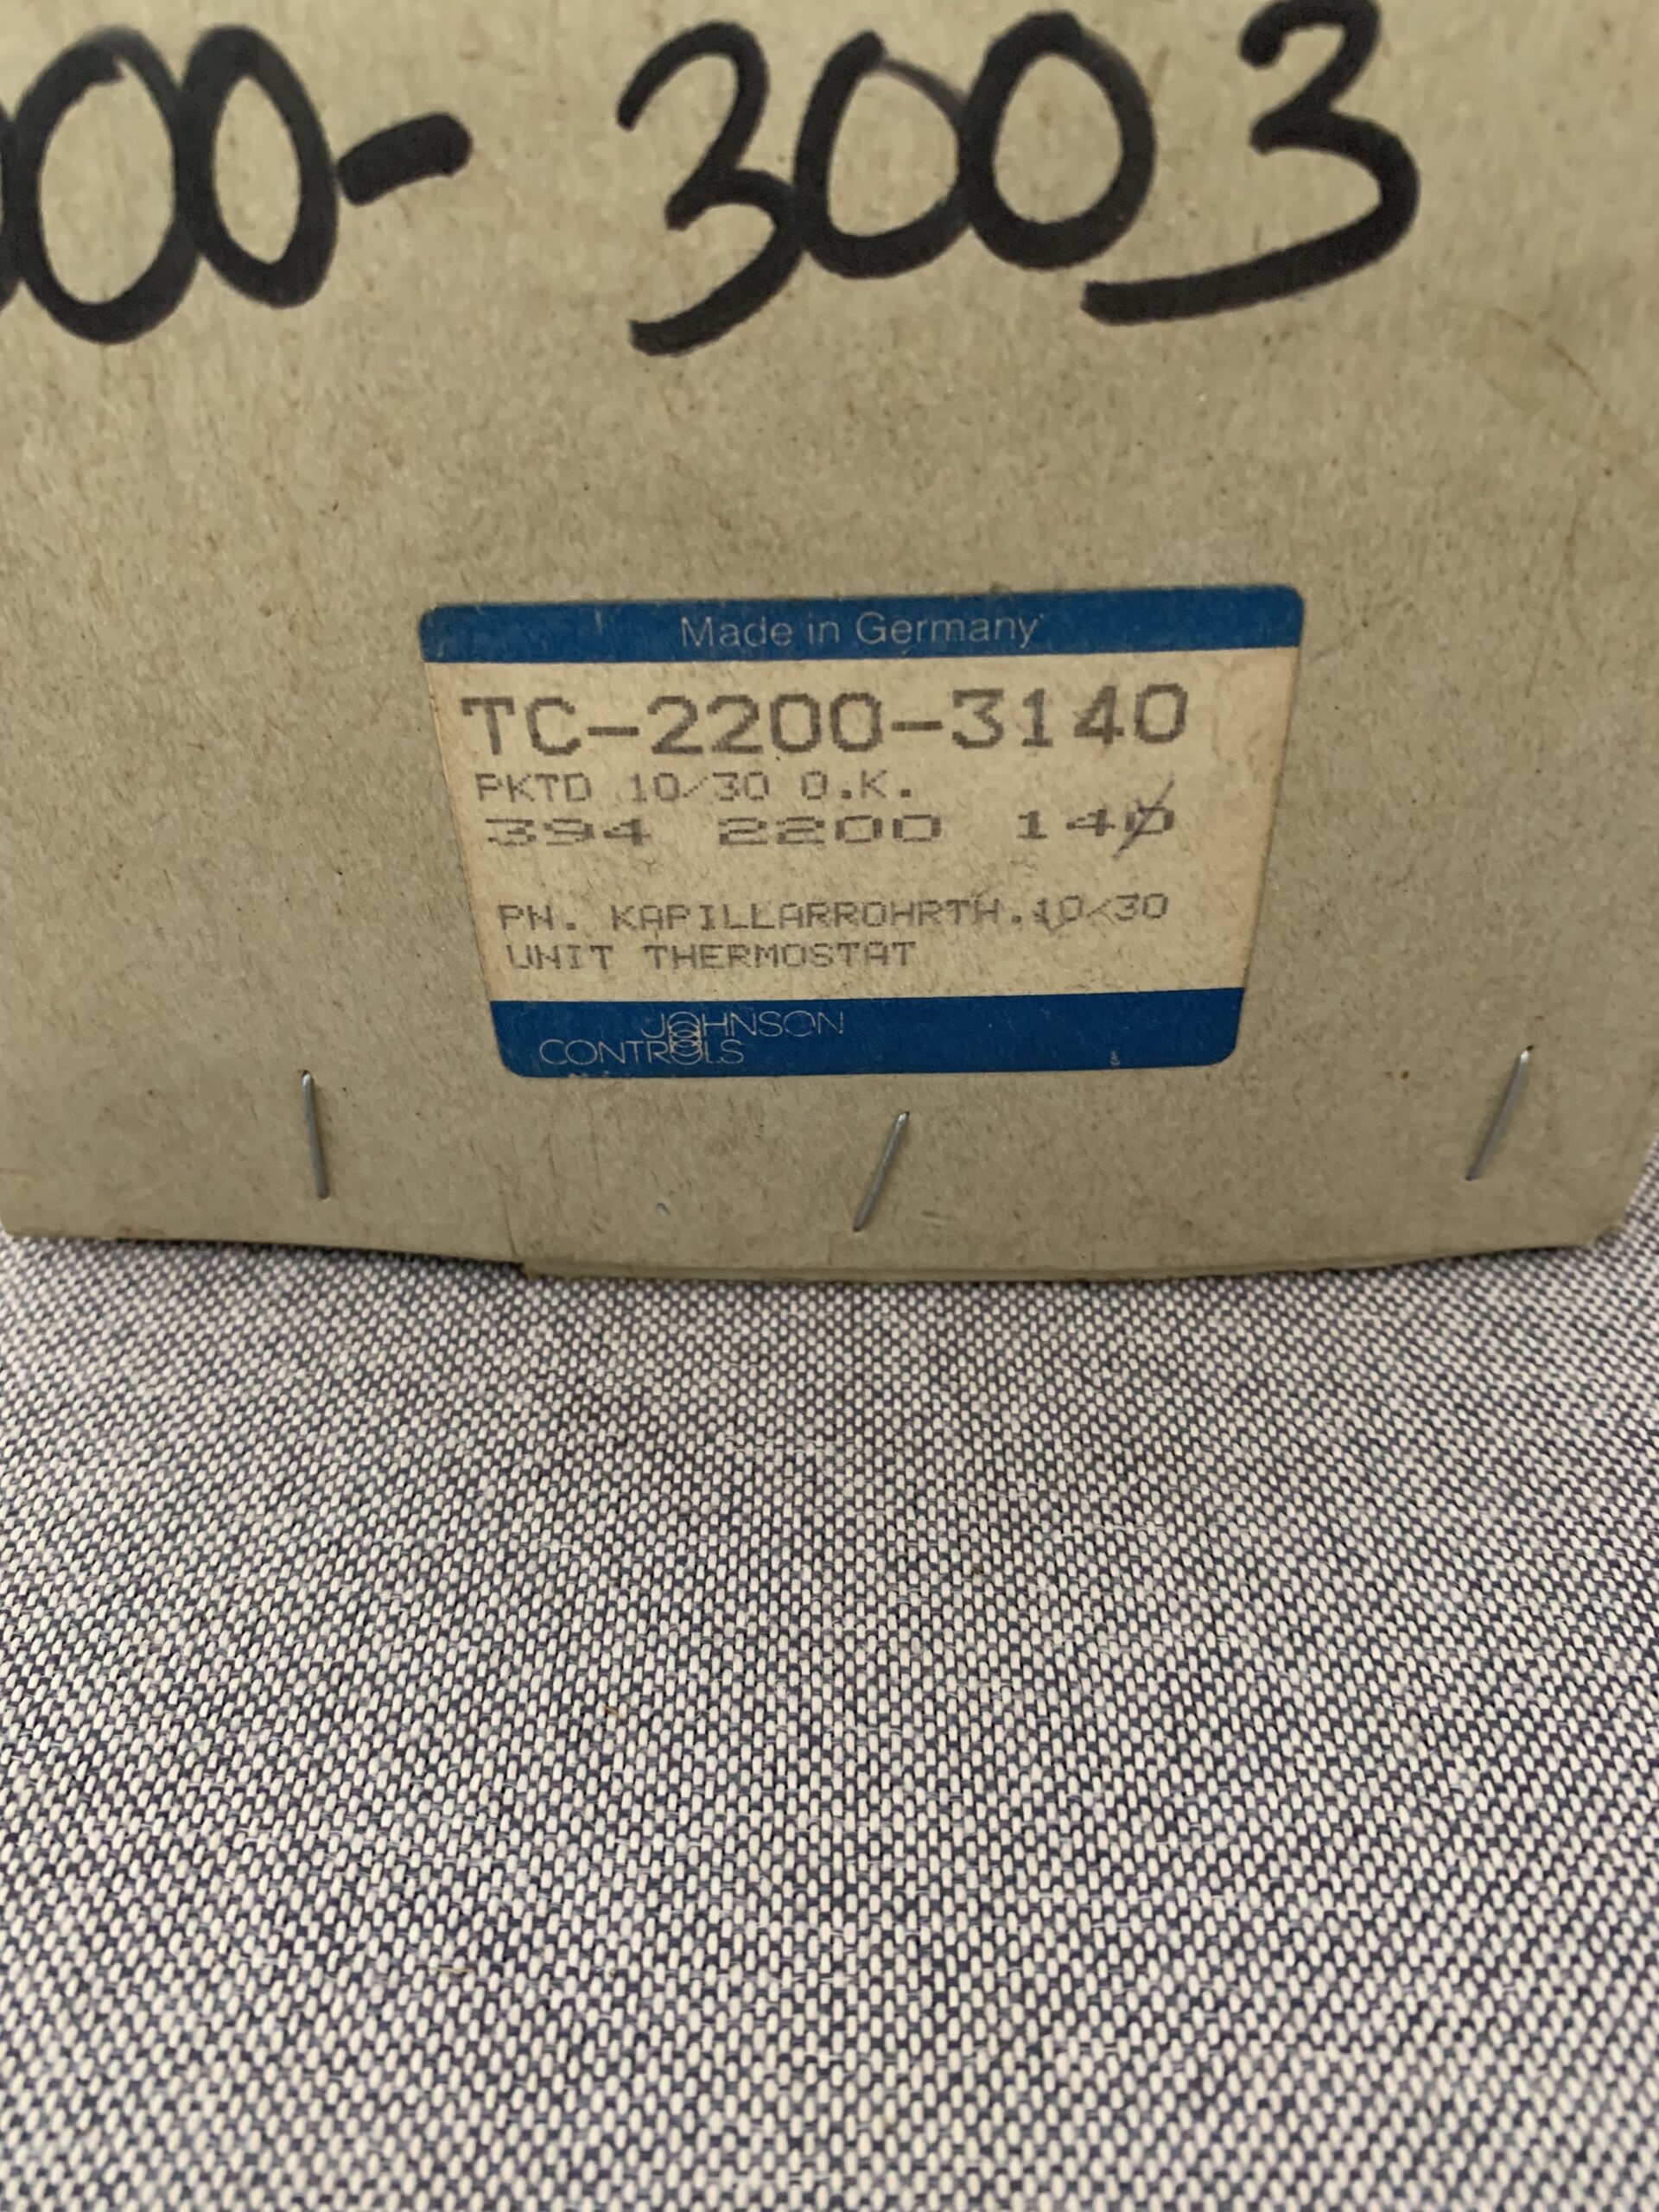 00-3003
Made in Germany
TC-2200-3140
PKTD 10/30 O.K.
394 2200 140
PN. KAPILLARROHRTH.10/30
UNIT THERMOSTAT
JOHNSON
CONTROLS